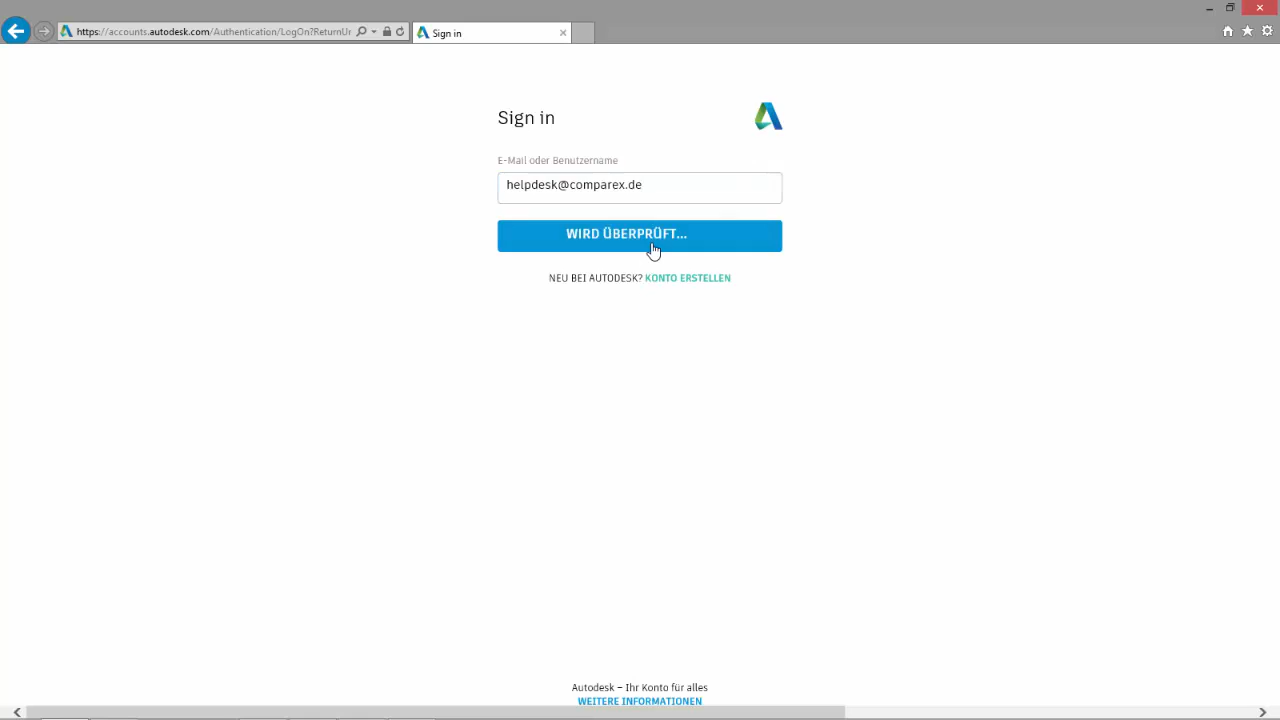 https://accounts.autodesk.com/Authentication/LogOn?ReturnUr
Sign in
Sign in
E-Mail oder Benutzername
helpdesk@comparex.de
WIRD ÜBERPRÜFT...
NEU BEI AUTODESK? KONTO ERSTELLEN
Autodesk – Ihr Konto für alles
WEITERE INFORMATIONEN